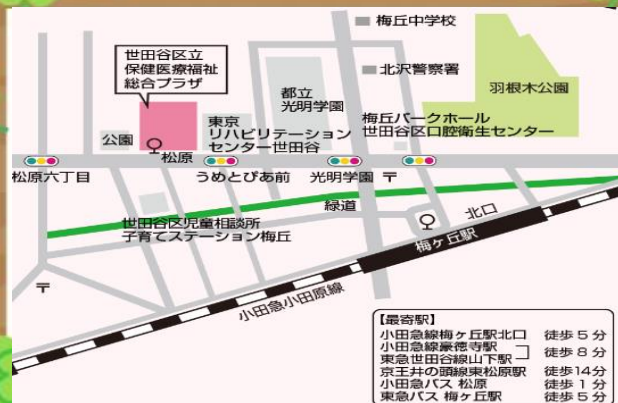 梅丘中学校
世田谷区立
保健医療福祉
総合プラザ
北沢警察署
羽根木公園
都立
光明学園
梅丘パークホール
世田谷区口腔衛生センター
東京
リハビリテーション
センター世田谷
公園
松原
松原六丁目
うめとぴあ前
光明学園
〒
緑道
北口
世田谷区児童相談所
子育てステーション梅丘
梅ヶ丘駅
〒
小田急小田原線
【最寄駅】
小田急線梅ヶ丘駅北口 徒歩5分
小田急線豪徳寺駅
東急世田谷線山下駅 徒歩8分
京王井の頭線東松原駅 徒歩14分
小田急バス 松原 徒歩1分
東急バス 梅ヶ丘駅 徒歩5分